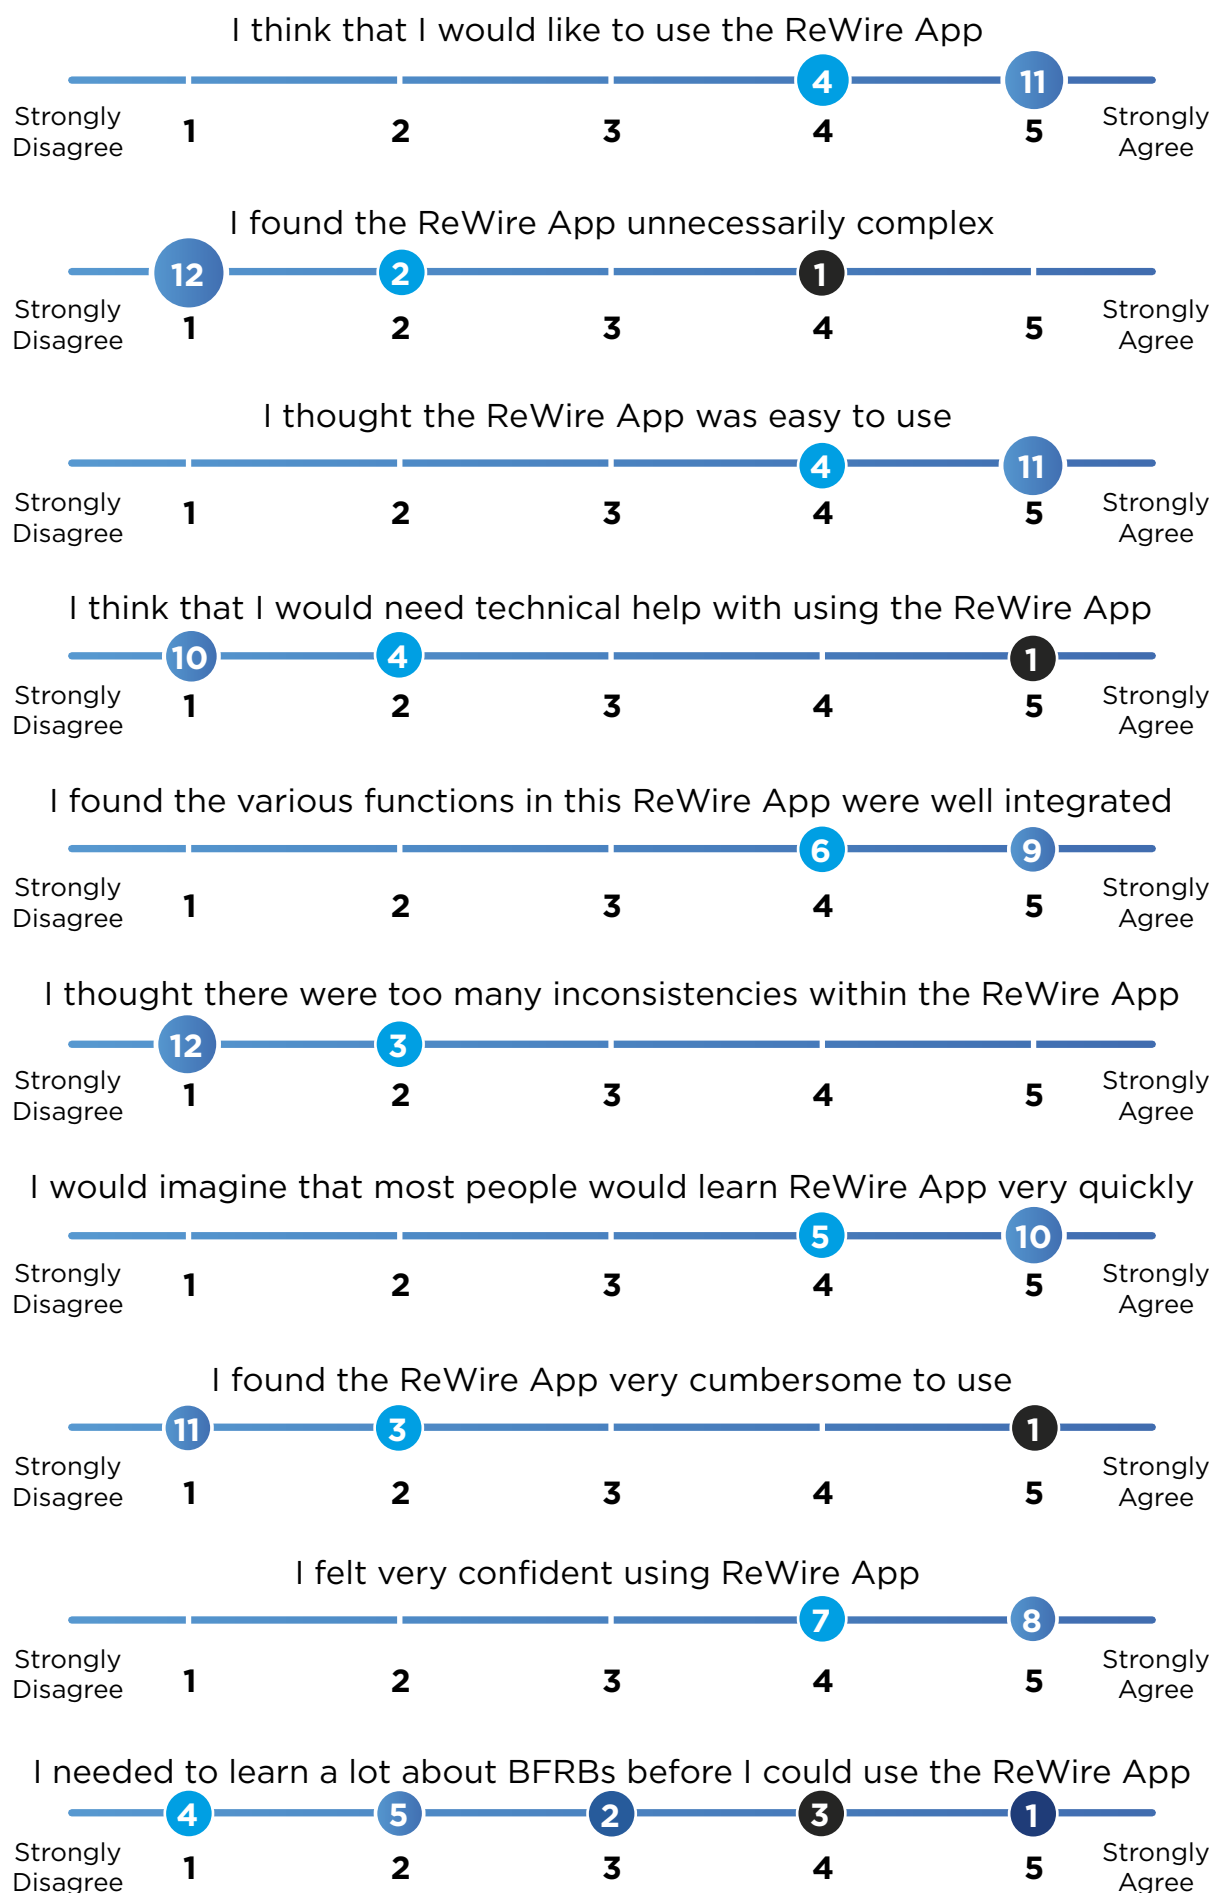 I think that I would like to use the ReWire App
4 11
Strongly Disagree 1 2 3 4 5 Strongly Agree
I found the ReWire App unnecessarily complex
12 2 1
Strongly Disagree 1 2 3 4 5 Strongly Agree
I thought the ReWire App was easy to use
4 11
Strongly Disagree 1 2 3 4 5 Strongly Agree
I think that I would need technical help with using the ReWire App
10 4 1
Strongly Disagree 1 2 3 4 5 Strongly Agree
I found the various functions in this ReWire App were well integrated
6 9
Strongly Disagree 1 2 3 4 5 Strongly Agree
I thought there were too many inconsistencies within the ReWire App
12 3
Strongly Disagree 1 2 3 4 5 Strongly Agree
I would imagine that most people would learn ReWire App very quickly
5 10
Strongly Disagree 1 2 3 4 5 Strongly Agree
I found the ReWire App very cumbersome to use
11 3 1
Strongly Disagree 1 2 3 4 5 Strongly Agree
I felt very confident using ReWire App
7 8
Strongly Disagree 1 2 3 4 5 Strongly Agree
I needed to learn a lot about BFRBs before I could use the ReWire App
4 5 2 3 1
Strongly Disagree 1 2 3 4 5 Strongly Agree